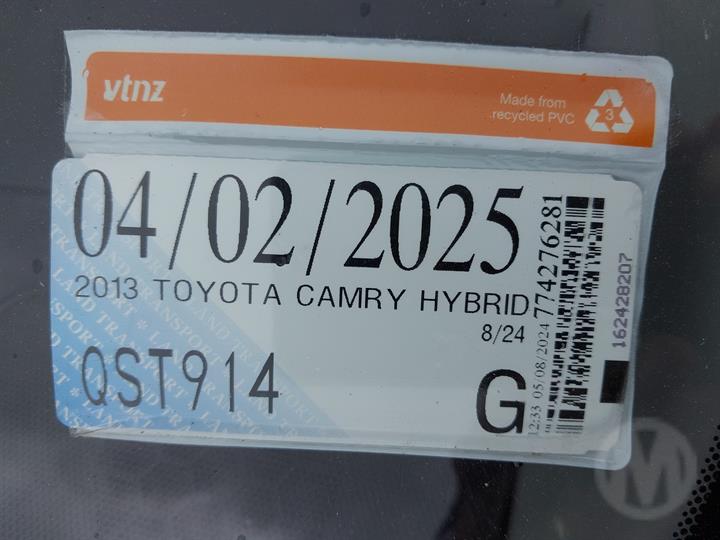 vtnz
Made from
recycled PVC
3
04/02/2025
2013 TOYOTA CAMRY HYBRID
8/24
QST914
G
12:33 05/08/2024
774276281
162428207
M